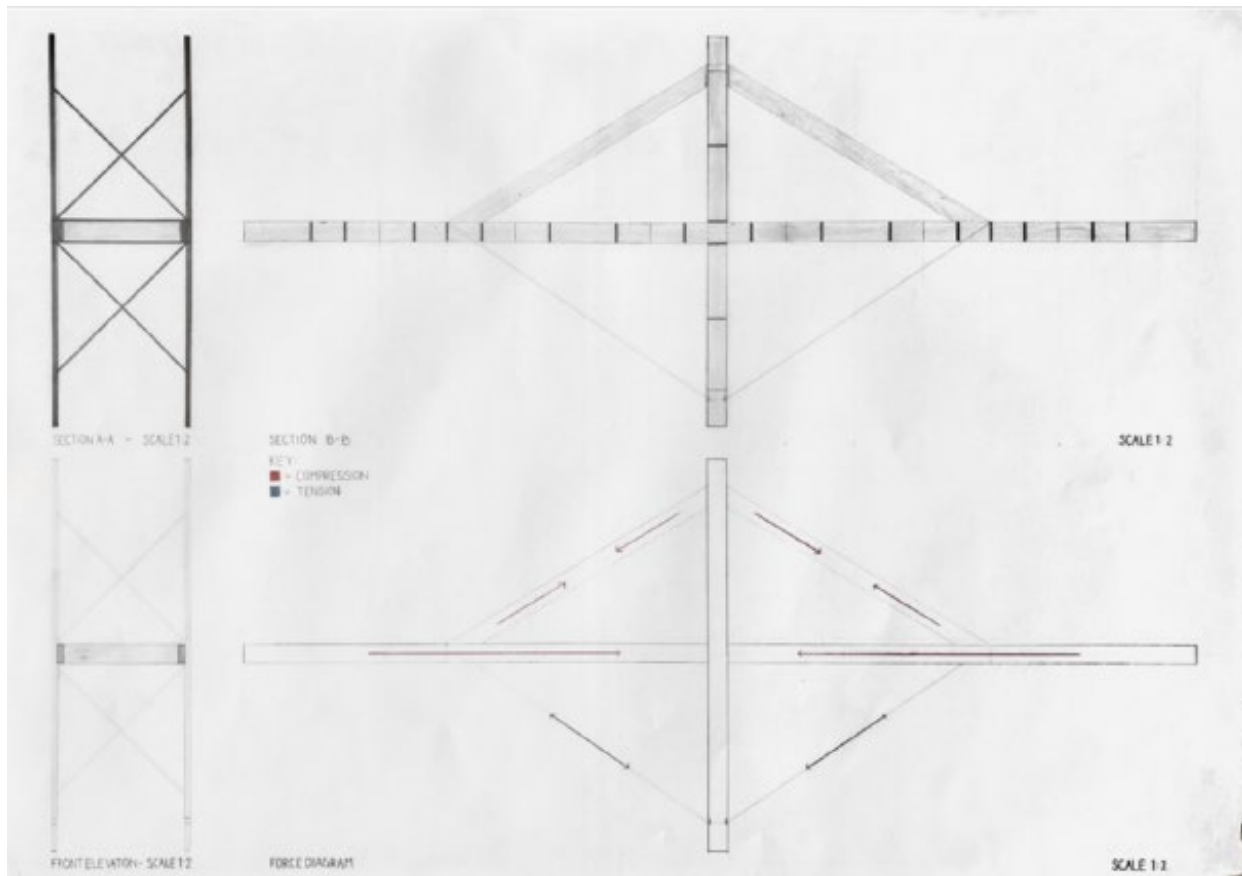 SECTION A-A - SCALE 1:2
SECTION B-B
SCALE 1:2
KEY:
= COMPRESSION
= TENSION
FRONT ELEVATION - SCALE 1:2
FORCE DIAGRAM
SCALE 1:2